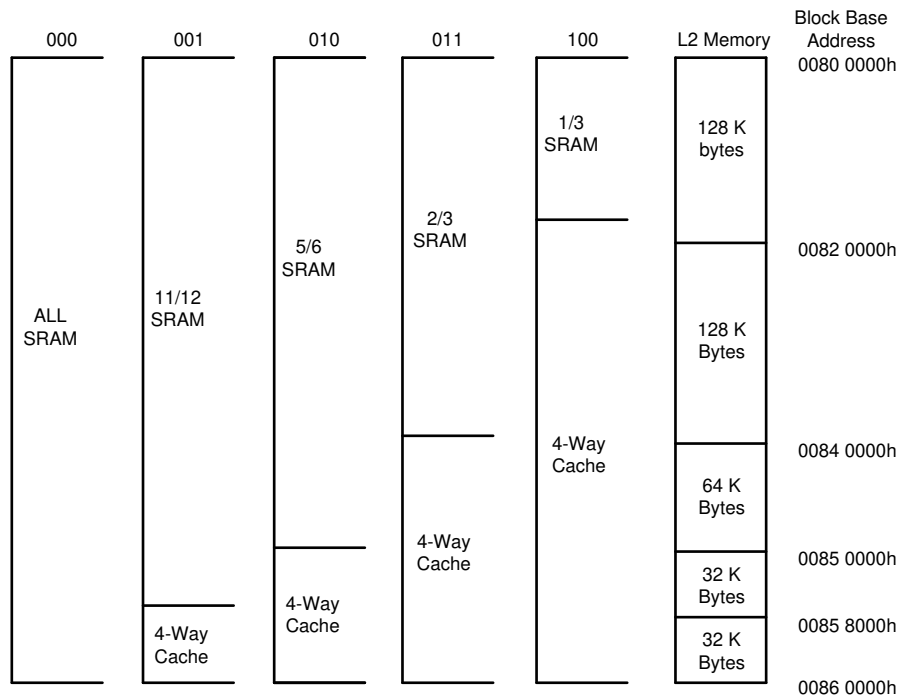 000
001
010
011
100
L2 Memory
Block Base
Address
0080 0000h
ALL
SRAM
11/12
SRAM
4-Way
Cache
5/6
SRAM
4-Way
Cache
2/3
SRAM
4-Way
Cache
1/3
SRAM
4-Way
Cache
128 K
bytes
0082 0000h
128 K
Bytes
0084 0000h
64 K
Bytes
0085 0000h
32 K
Bytes
0085 8000h
32 K
Bytes
0086 0000h